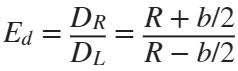 E_d = D_R / D_L = (R + b/2) / (R − b/2)